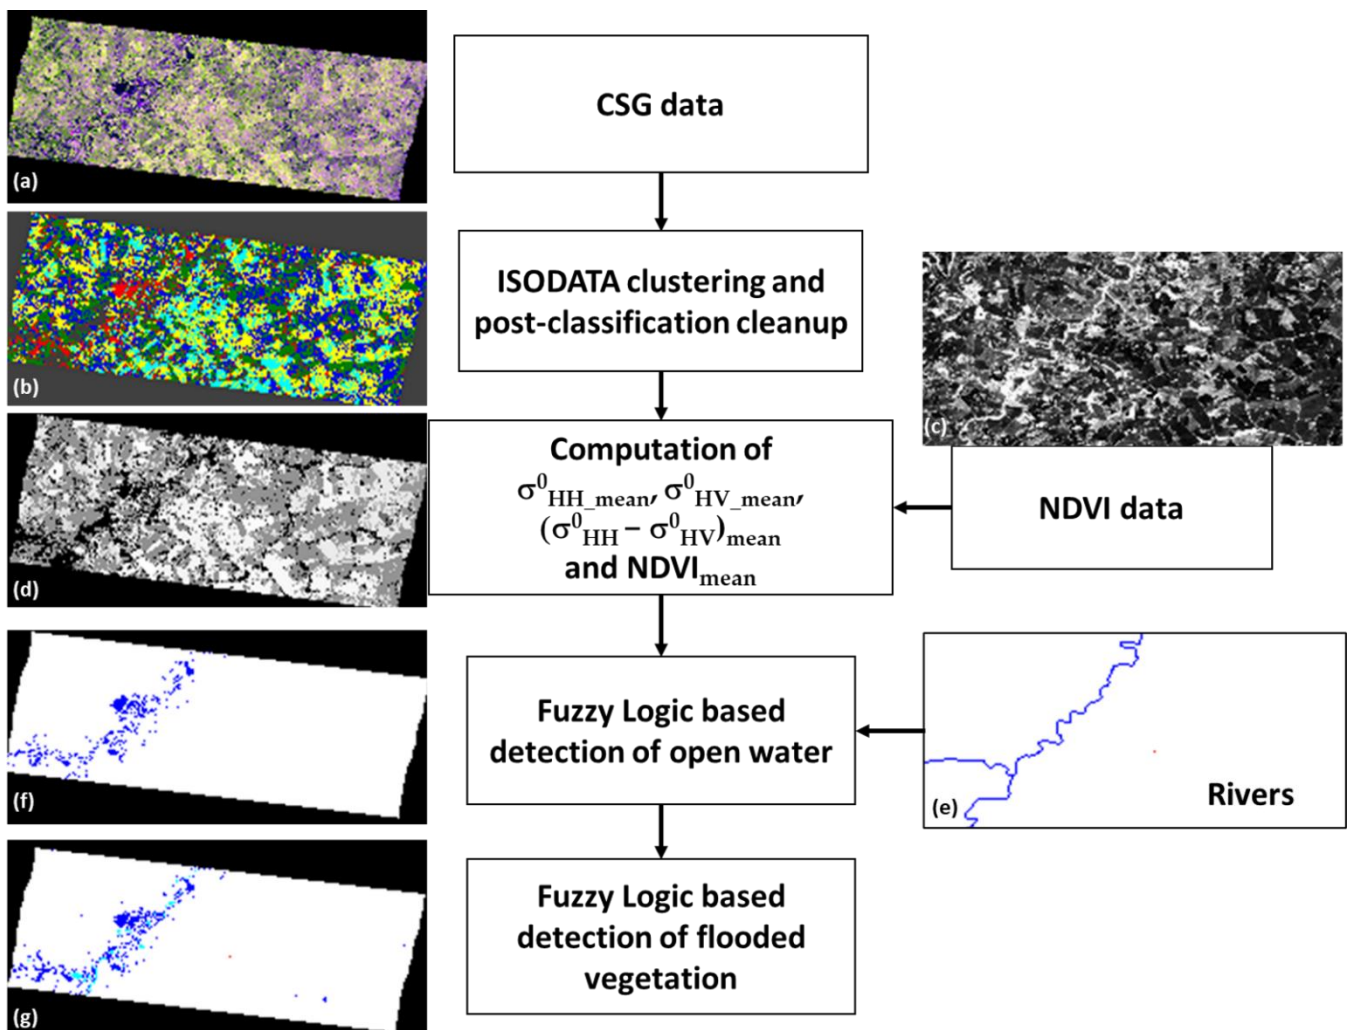 (a)
CSG data
(b)
ISODATA clustering and
post-classification cleanup
(c)
(d)
Computation of
σ⁰HH_mean, σ⁰HV_mean,
(σ⁰HH – σ⁰HV)mean
and NDVImean
NDVI data
(f)
Fuzzy Logic based
detection of open water
(e)
Rivers
(g)
Fuzzy Logic based
detection of flooded
vegetation